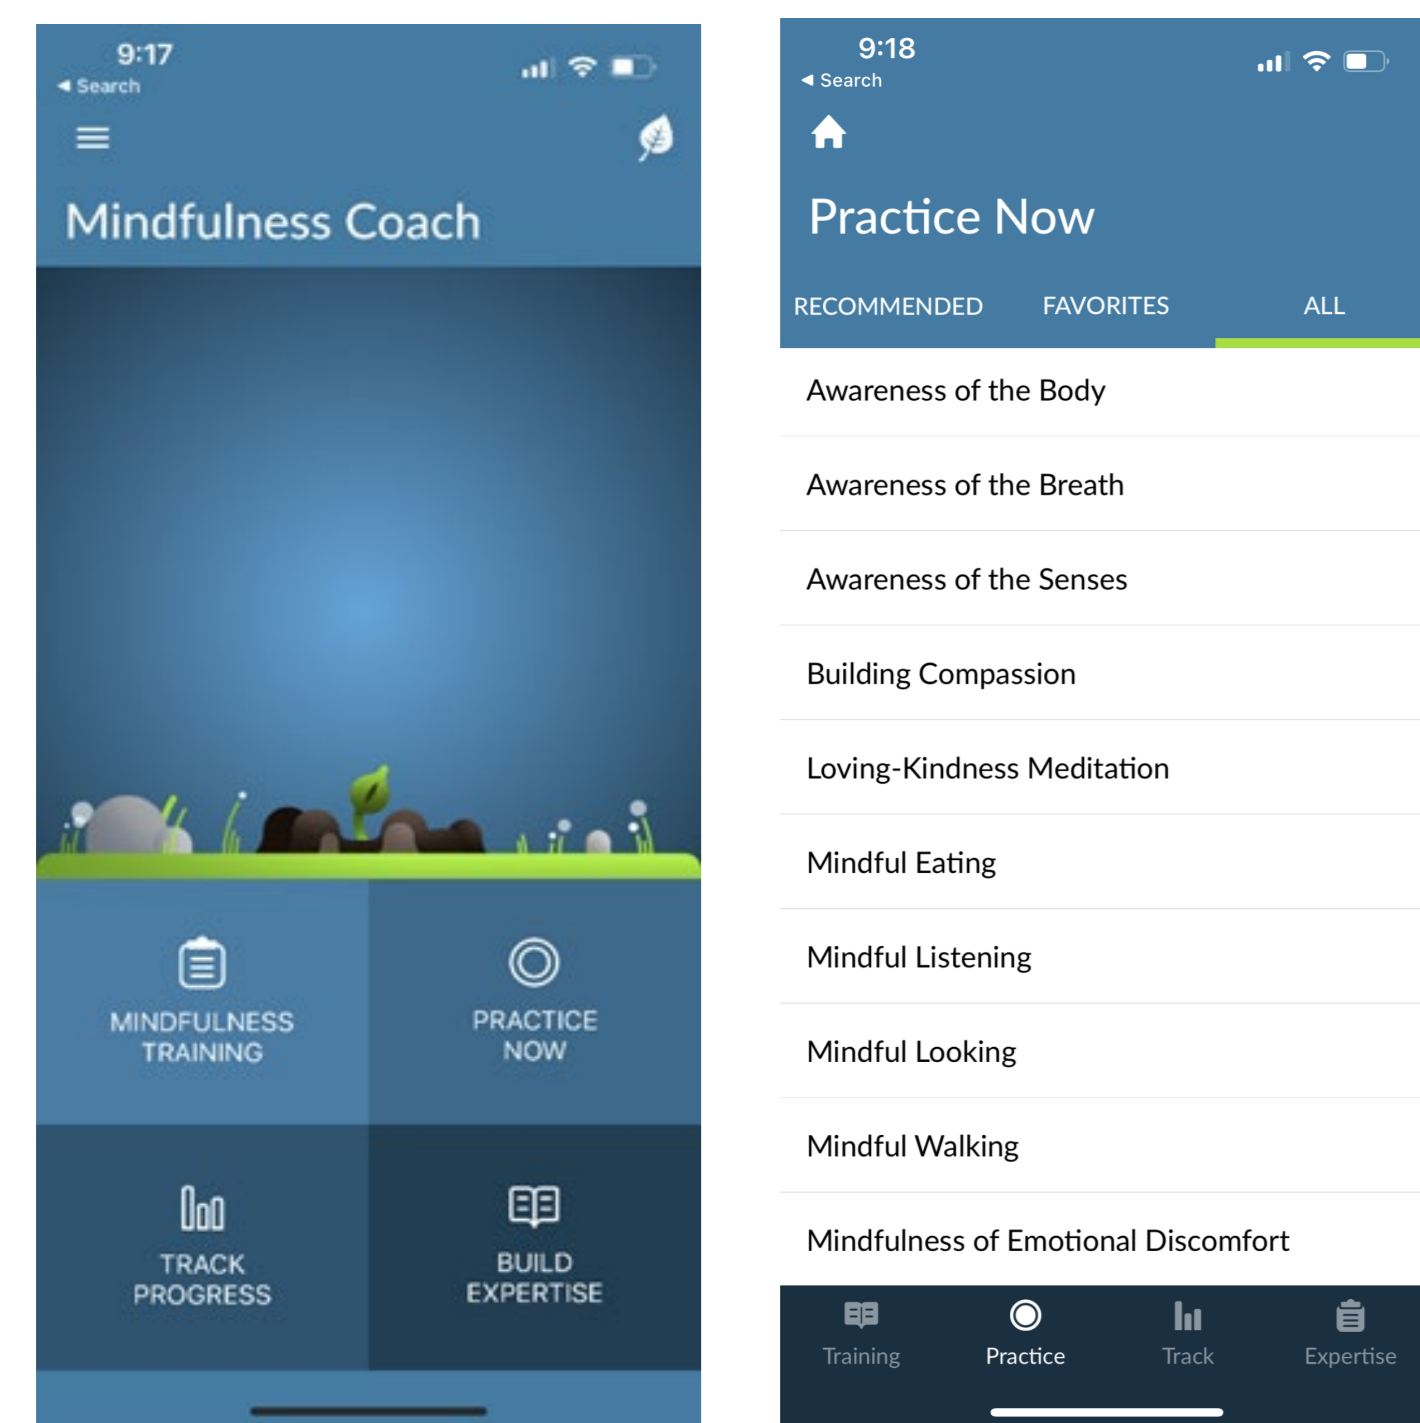 9:17
◀ Search
Mindfulness Coach
MINDFULNESS
TRAINING
PRACTICE
NOW
TRACK
PROGRESS
BUILD
EXPERTISE
9:18
◀ Search
Practice Now
RECOMMENDED
FAVORITES
ALL
Awareness of the Body
Awareness of the Breath
Awareness of the Senses
Building Compassion
Loving-Kindness Meditation
Mindful Eating
Mindful Listening
Mindful Looking
Mindful Walking
Mindfulness of Emotional Discomfort
Training
Practice
Track
Expertise